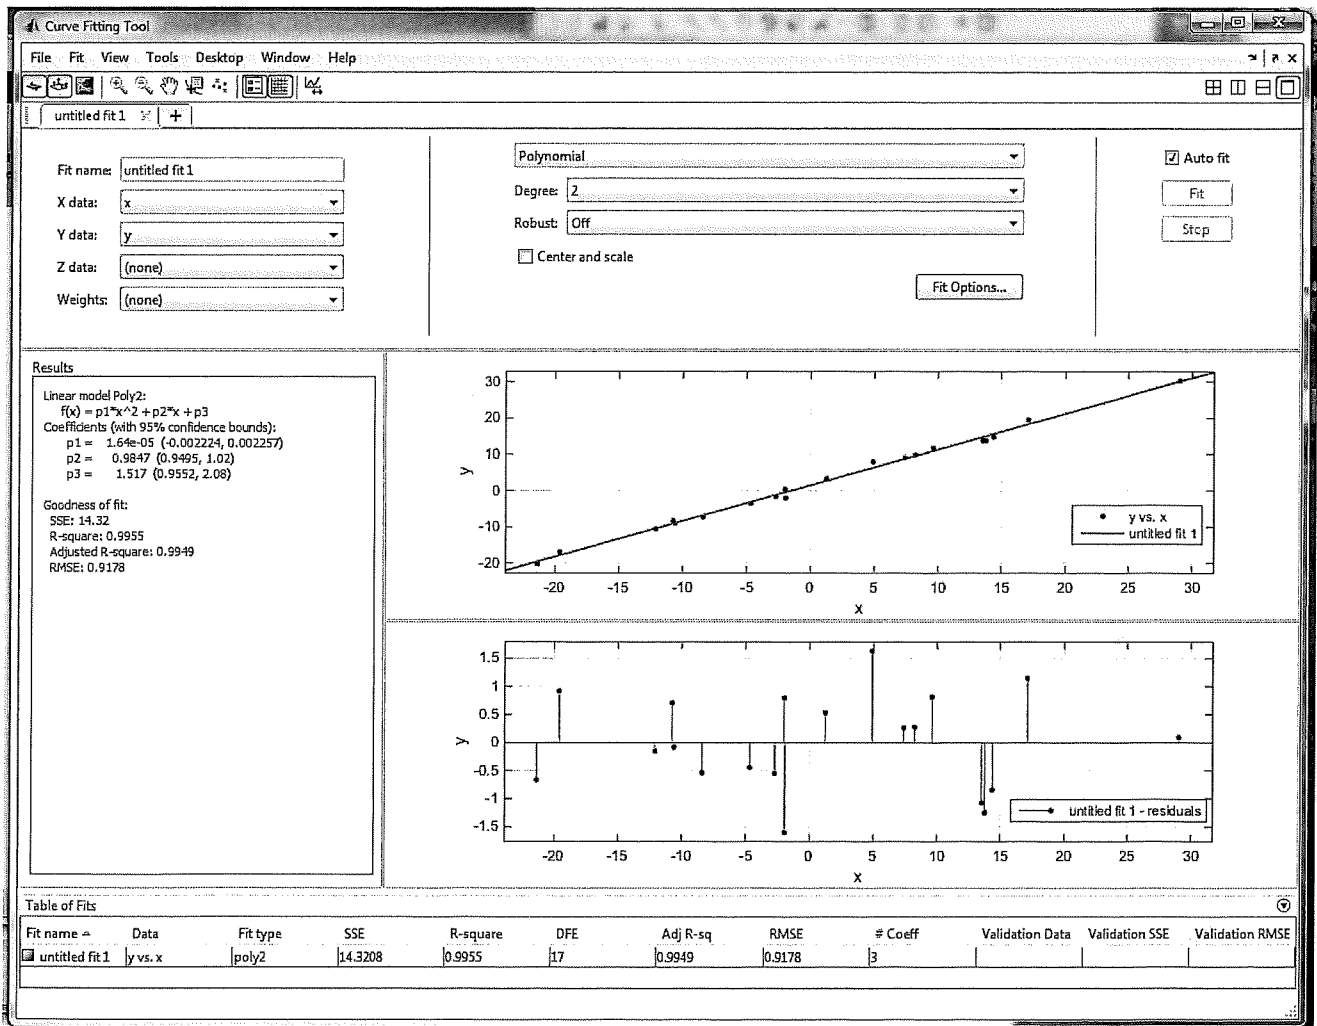 Curve Fitting Tool
File Fit View Tools Desktop Window Help
untitled fit 1
Fit name: untitled fit 1
X data: x
Y data: y
Z data: (none)
Weights: (none)
Polynomial
Degree: 2
Robust: Off
Center and scale
Fit Options...
Auto fit
Fit
Stop
Results
Linear model Poly2:
f(x) = p1*x^2 + p2*x + p3
Coefficients (with 95% confidence bounds):
p1 = 1.64e-05 (-0.002224, 0.002257)
p2 = 0.9847 (0.9495, 1.02)
p3 = 1.517 (0.9552, 2.08)
Goodness of fit:
SSE: 14.32
R-square: 0.9955
Adjusted R-square: 0.9949
RMSE: 0.9178
30
20
10
0
-10
-20
y
-20 -15 -10 -5 0 5 10 15 20 25 30
x
y vs. x
untitled fit 1
1.5
1
0.5
0
-0.5
-1
-1.5
y
-20 -15 -10 -5 0 5 10 15 20 25 30
x
untitled fit 1 - residuals
Table of Fits
Fit name Data Fit type SSE R-square DFE Adj R-sq RMSE # Coeff Validation Data Validation SSE Validation RMSE
untitled fit 1 y vs. x poly2 14.3208 0.9955 17 0.9949 0.9178 3